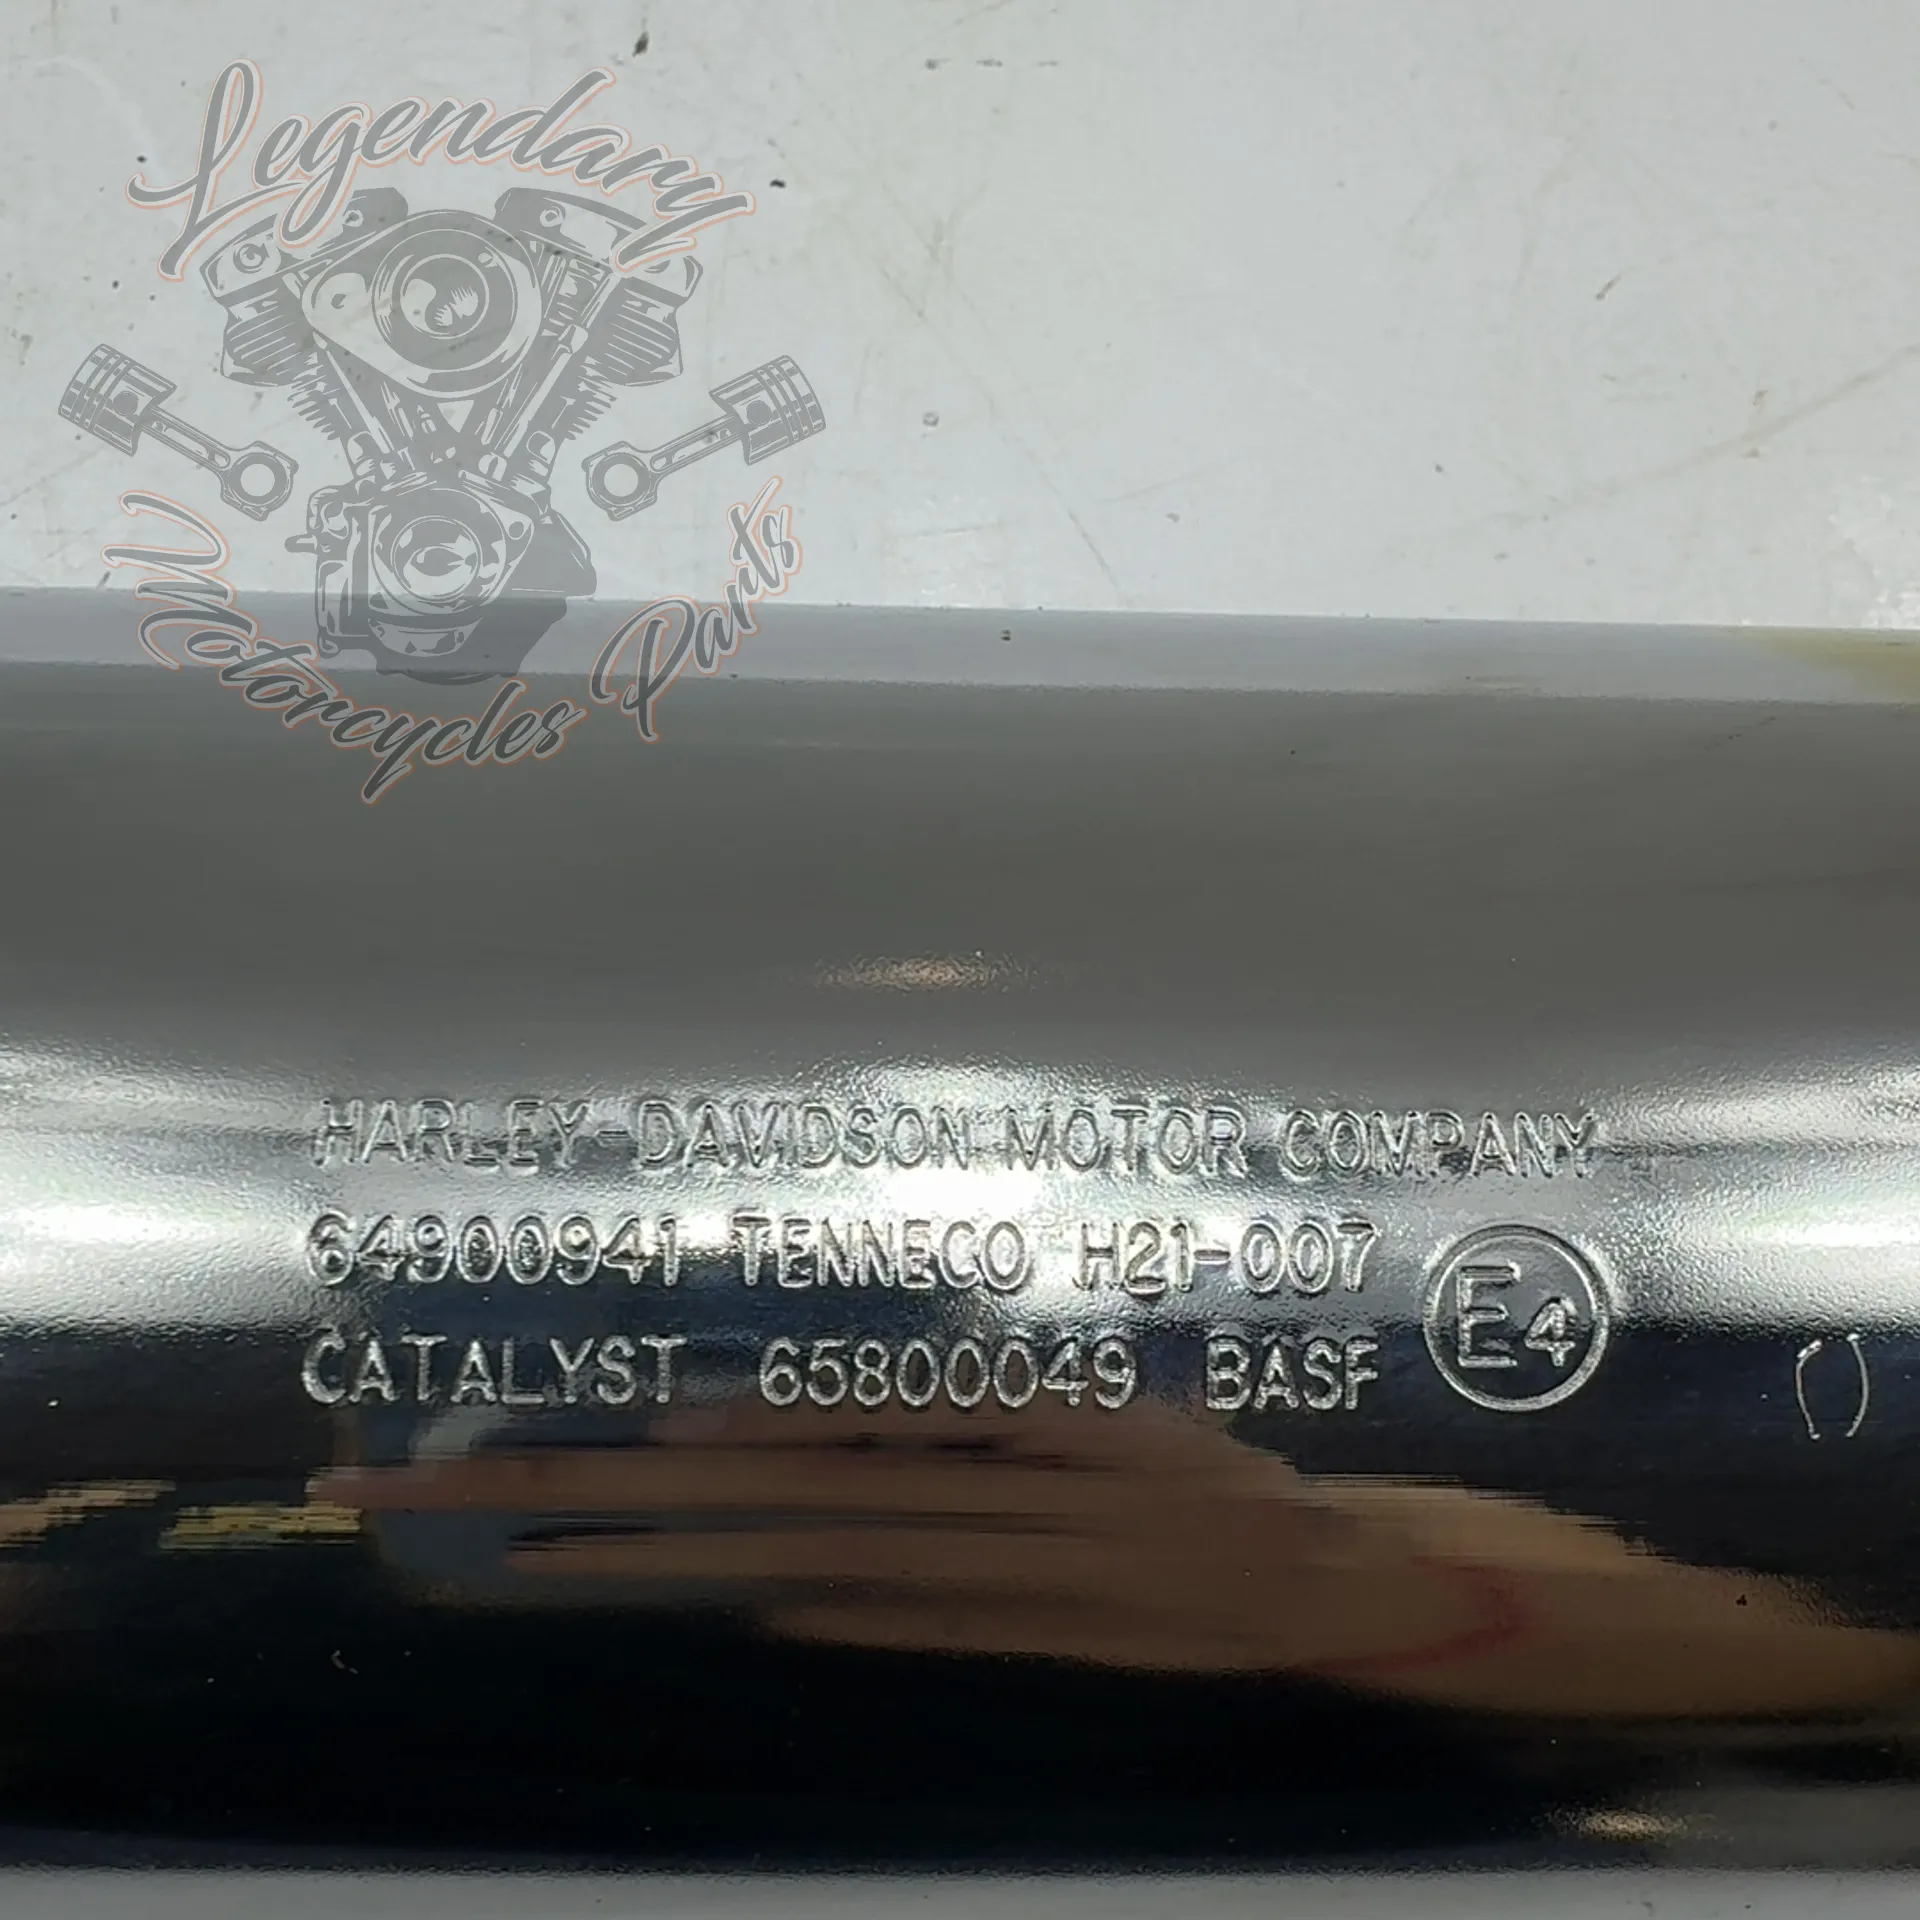 Legendary
Motorcycles Parts
HARLEY-DAVIDSON MOTOR COMPANY
64900941 TENNECO H21-007
CATALYST 65800049 BASF E4